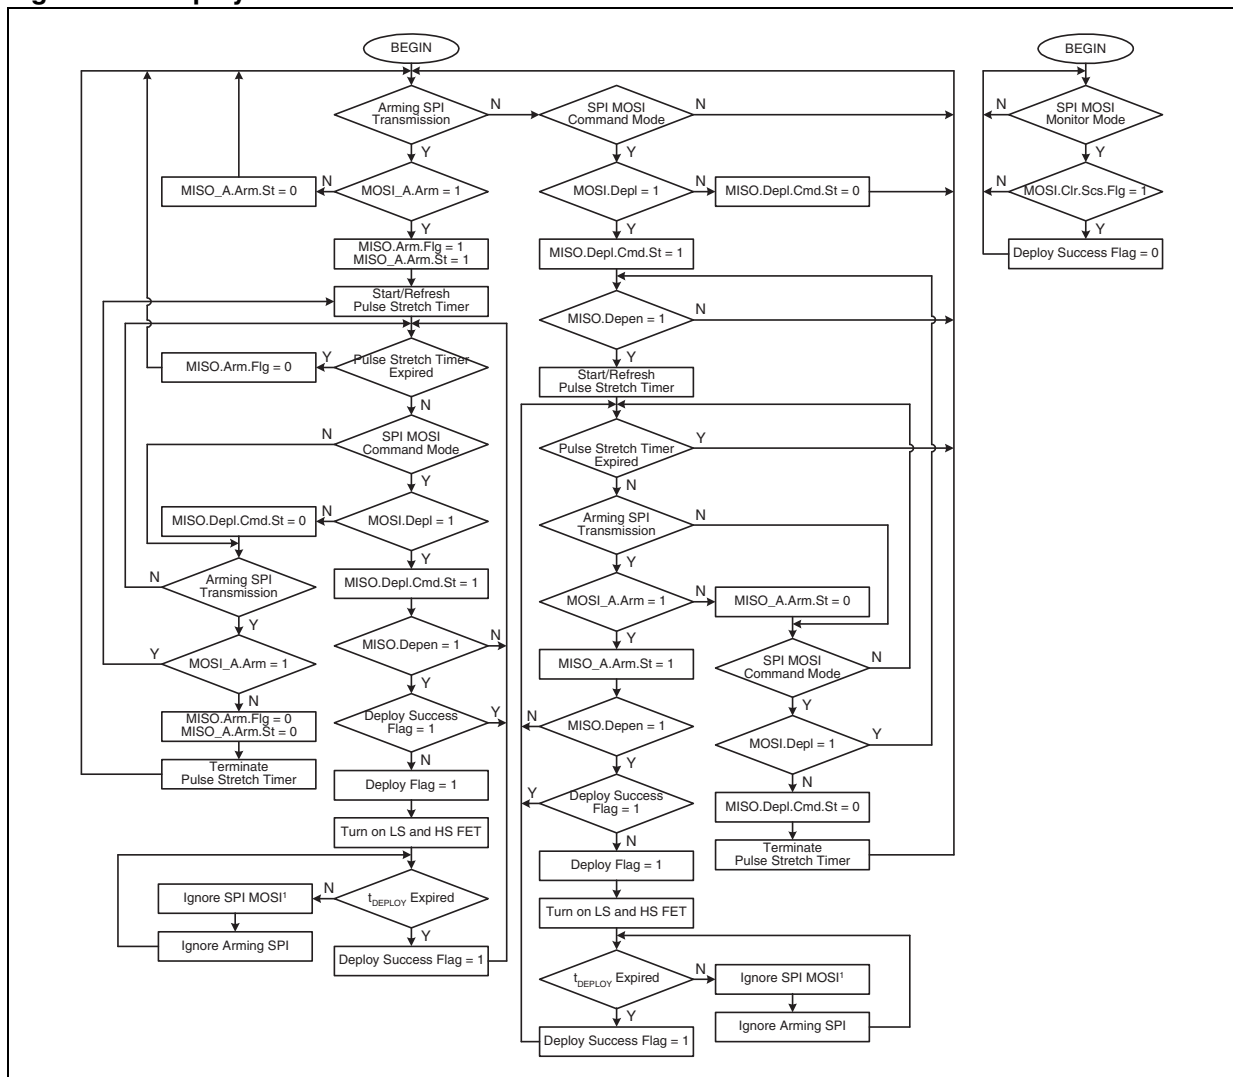 BEGIN
Arming SPI
Transmission
N
Y
MOSI_A.Arm = 1
N
MISO_A.Arm.St = 0
Y
MISO.Arm.Flg = 1
MISO_A.Arm.St = 1
Start/Refresh
Pulse Stretch Timer
Pulse Stretch Timer
Expired
Y
MISO.Arm.Flg = 0
N
SPI MOSI
Command Mode
N
Y
MOSI.Depl = 1
N
MISO.Depl.Cmd.St = 0
Y
Arming SPI
Transmission
N
Y
MOSI_A.Arm = 1
Y
N
MISO.Arm.Flg = 0
MISO_A.Arm.St = 0
Terminate
Pulse Stretch Timer
MISO.Depl.Cmd.St = 1
MISO.Depen = 1
N
Y
Deploy Success
Flag = 1
Y
N
Deploy Flag = 1
Turn on LS and HS FET
tDEPLOY Expired
N
Ignore SPI MOSI1
Ignore Arming SPI
Y
Deploy Success Flag = 1
SPI MOSI
Command Mode
N
Y
MOSI.Depl = 1
N
MISO.Depl.Cmd.St = 0
Y
MISO.Depl.Cmd.St = 1
MISO.Depen = 1
N
Y
Start/Refresh
Pulse Stretch Timer
Pulse Stretch Timer
Expired
Y
N
Arming SPI
Transmission
N
Y
MOSI_A.Arm = 1
N
MISO_A.Arm.St = 0
Y
MISO_A.Arm.St = 1
SPI MOSI
Command Mode
N
Y
MOSI.Depl = 1
Y
N
MISO.Depl.Cmd.St = 0
Terminate
Pulse Stretch Timer
MISO.Depen = 1
N
Y
Deploy Success
Flag = 1
Y
N
Deploy Flag = 1
Turn on LS and HS FET
tDEPLOY Expired
N
Ignore SPI MOSI1
Ignore Arming SPI
Y
Deploy Success Flag = 1
BEGIN
SPI MOSI
Monitor Mode
N
Y
MOSI.Clr.Scs.Flg = 1
N
Y
Deploy Success Flag = 0